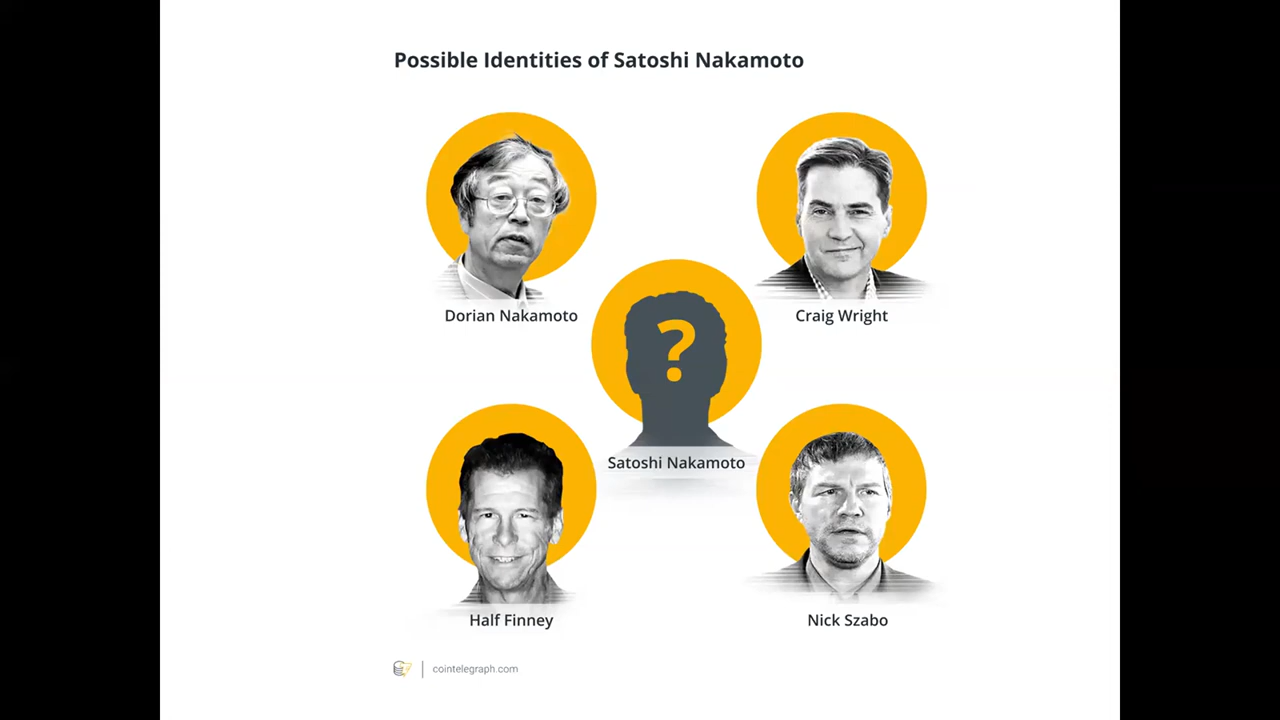 Possible Identities of Satoshi Nakamoto
Dorian Nakamoto
Craig Wright
?
Satoshi Nakamoto
Half Finney
Nick Szabo
cointelegraph.com